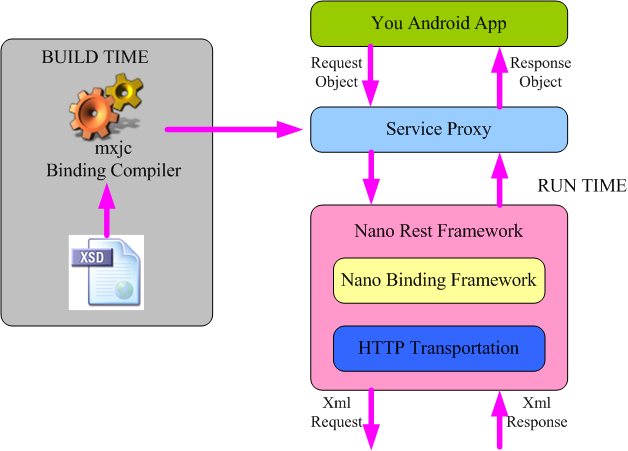 BUILD TIME
mxjc
Binding Compiler
XSD
You Android App
Request
Object
Response
Object
Service Proxy
RUN TIME
Nano Rest Framework
Nano Binding Framework
HTTP Transportation
Xml
Request
Xml
Response